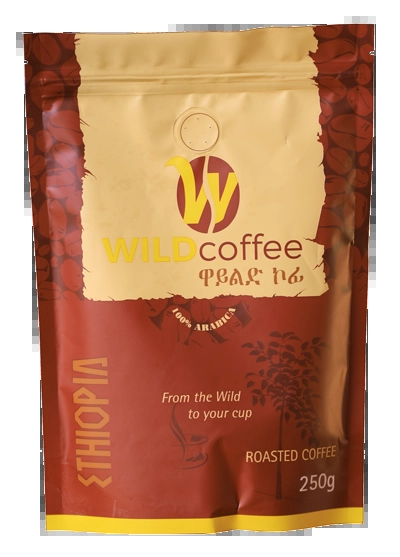 W
WILDcoffee
ዋይልድ ኮፊ
100% ARABICA
ETHIOPIA
From the Wild
to your cup
ROASTED COFFEE
250g